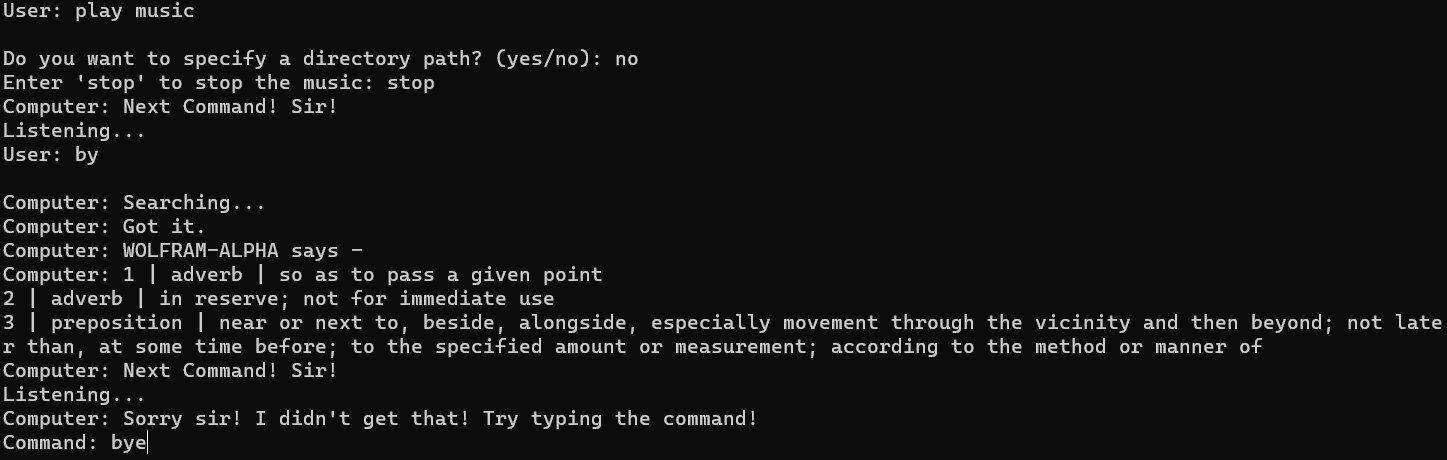 User: play music
Do you want to specify a directory path? (yes/no): no
Enter 'stop' to stop the music: stop
Computer: Next Command! Sir!
Listening...
User: by
Computer: Searching...
Computer: Got it.
Computer: WOLFRAM-ALPHA says -
Computer: 1 | adverb | so as to pass a given point
2 | adverb | in reserve; not for immediate use
3 | preposition | near or next to, beside, alongside, especially movement through the vicinity and then beyond; not late
r than, at some time before; to the specified amount or measurement; according to the method or manner of
Computer: Next Command! Sir!
Listening...
Computer: Sorry sir! I didn't get that! Try typing the command!
Command: bye